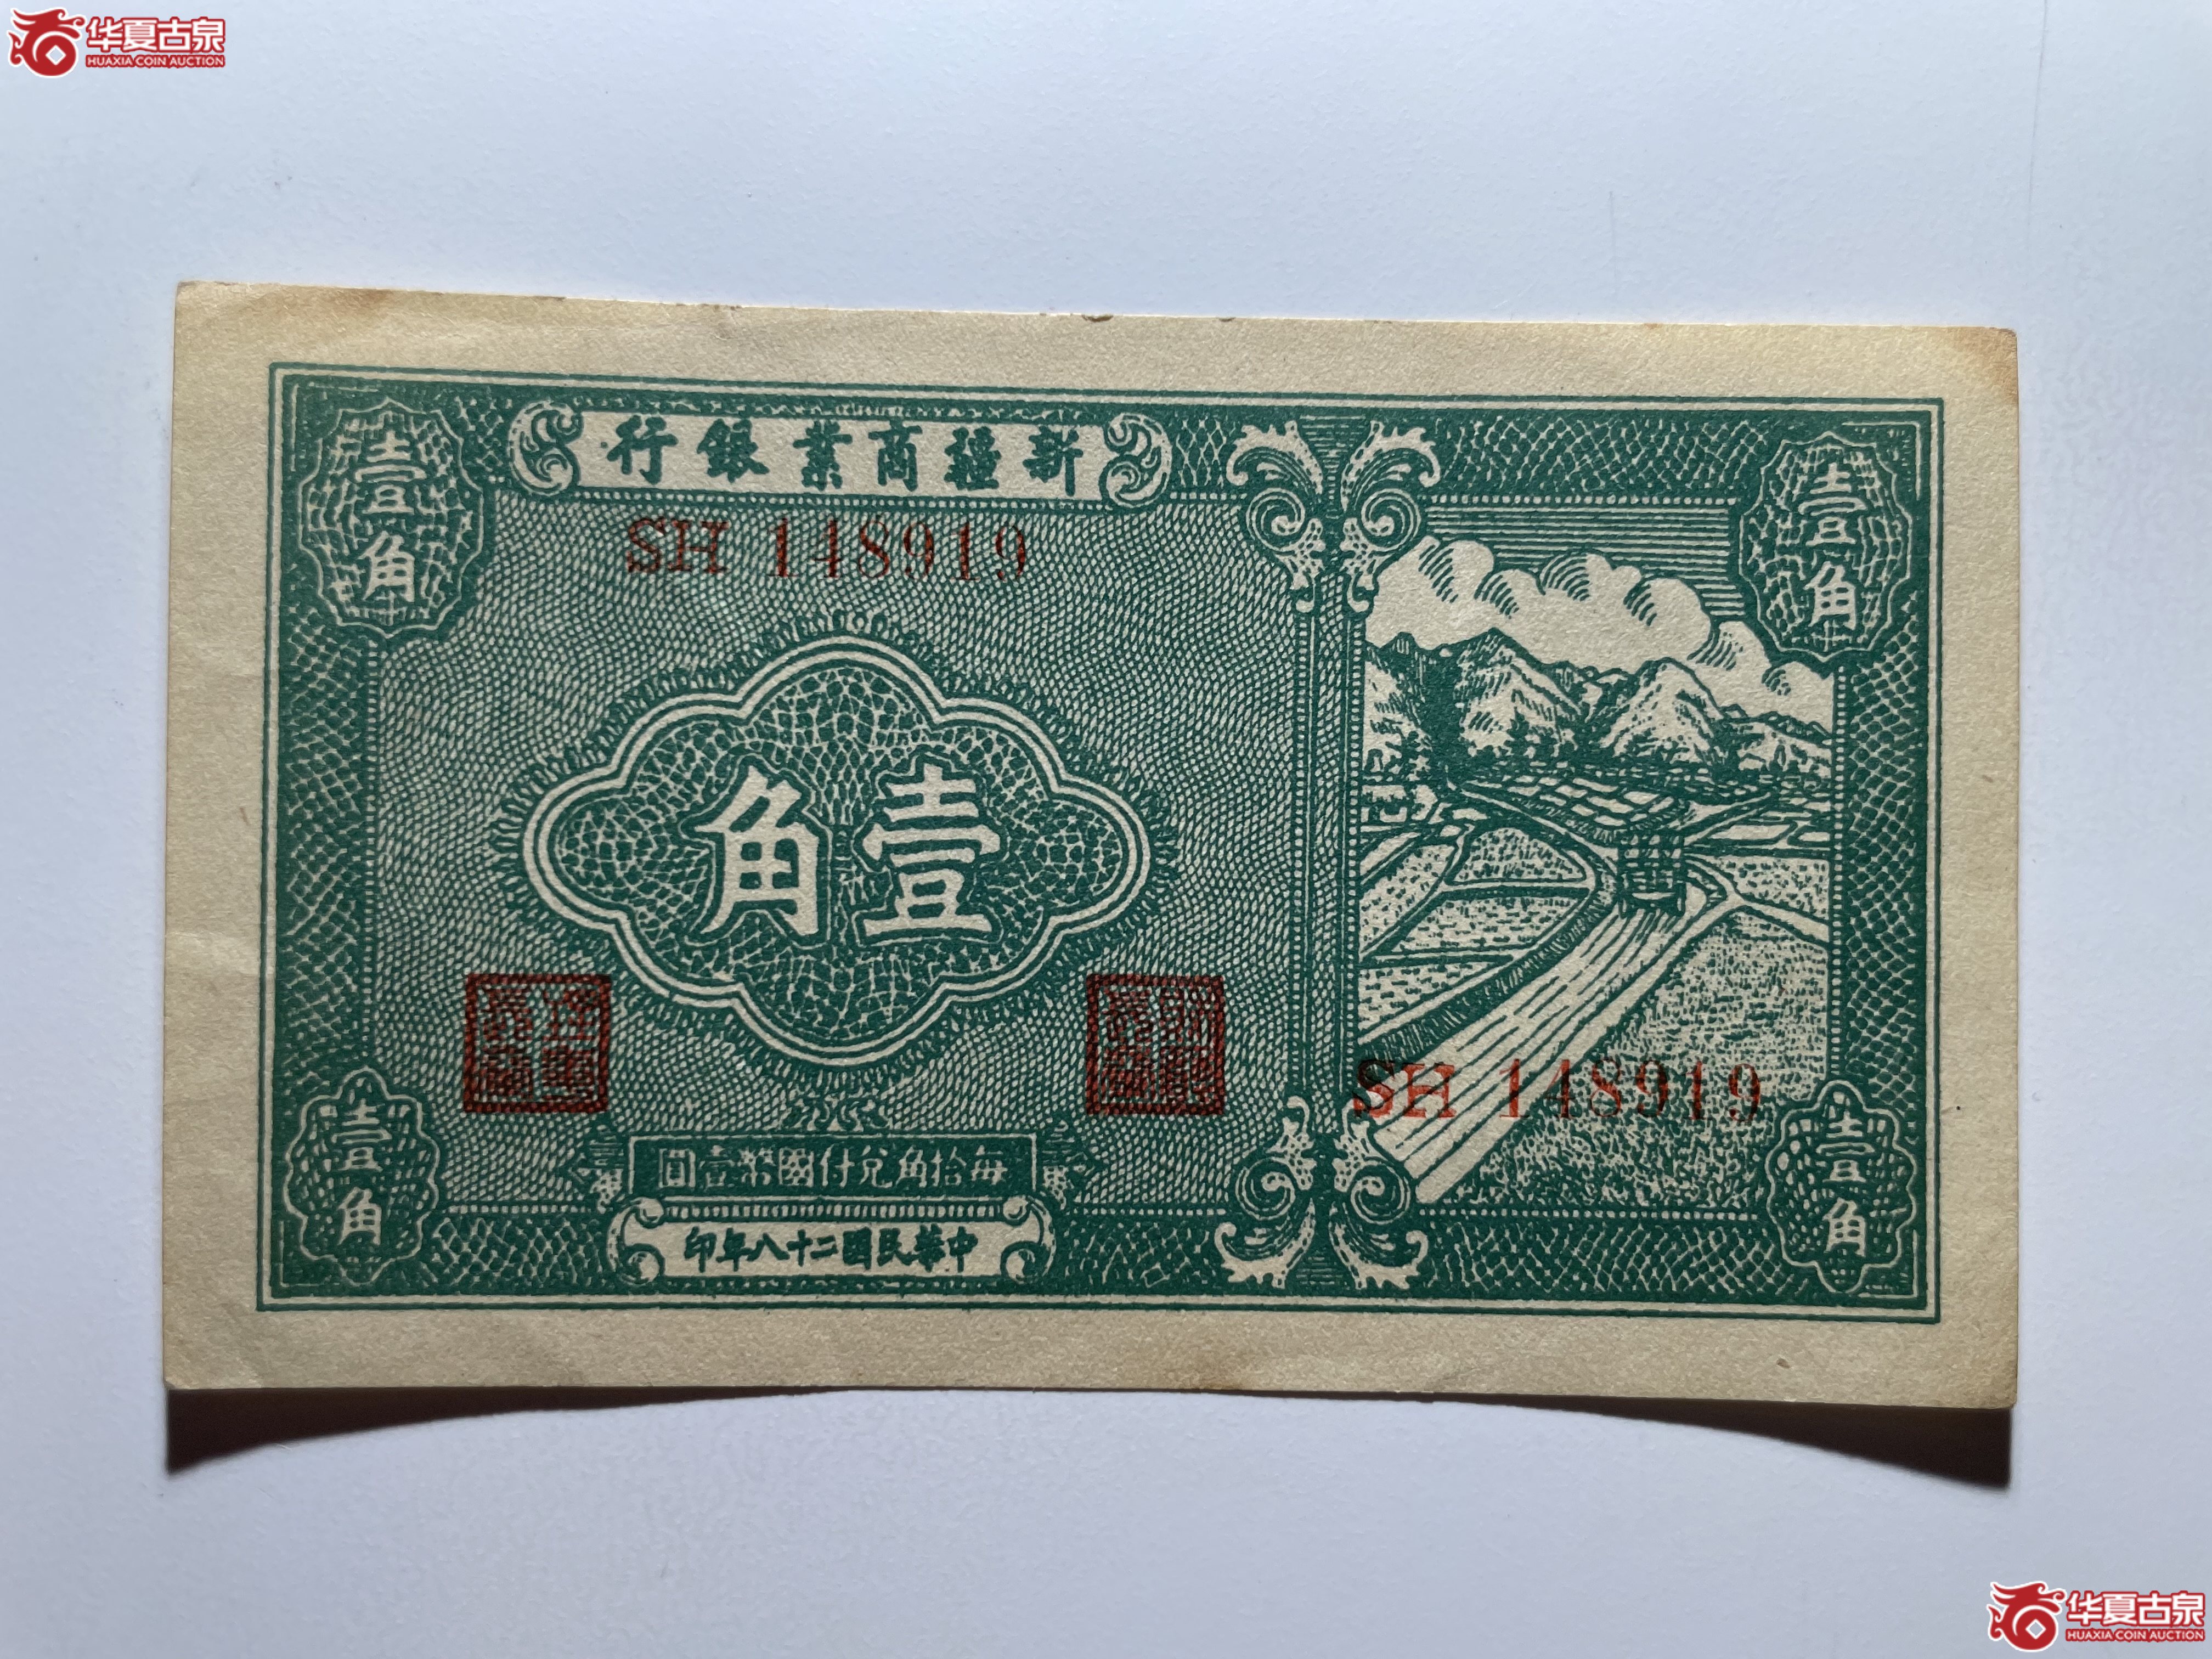 华夏古泉
HUAXIA COIN AUCTION
新疆商業銀行
壹角
壹角
SH 148919
壹角
SH 148919
每拾角兌付國幣壹圓
壹角
壹角
中華民國二十八年印
华夏古泉
HUAXIA COIN AUCTION